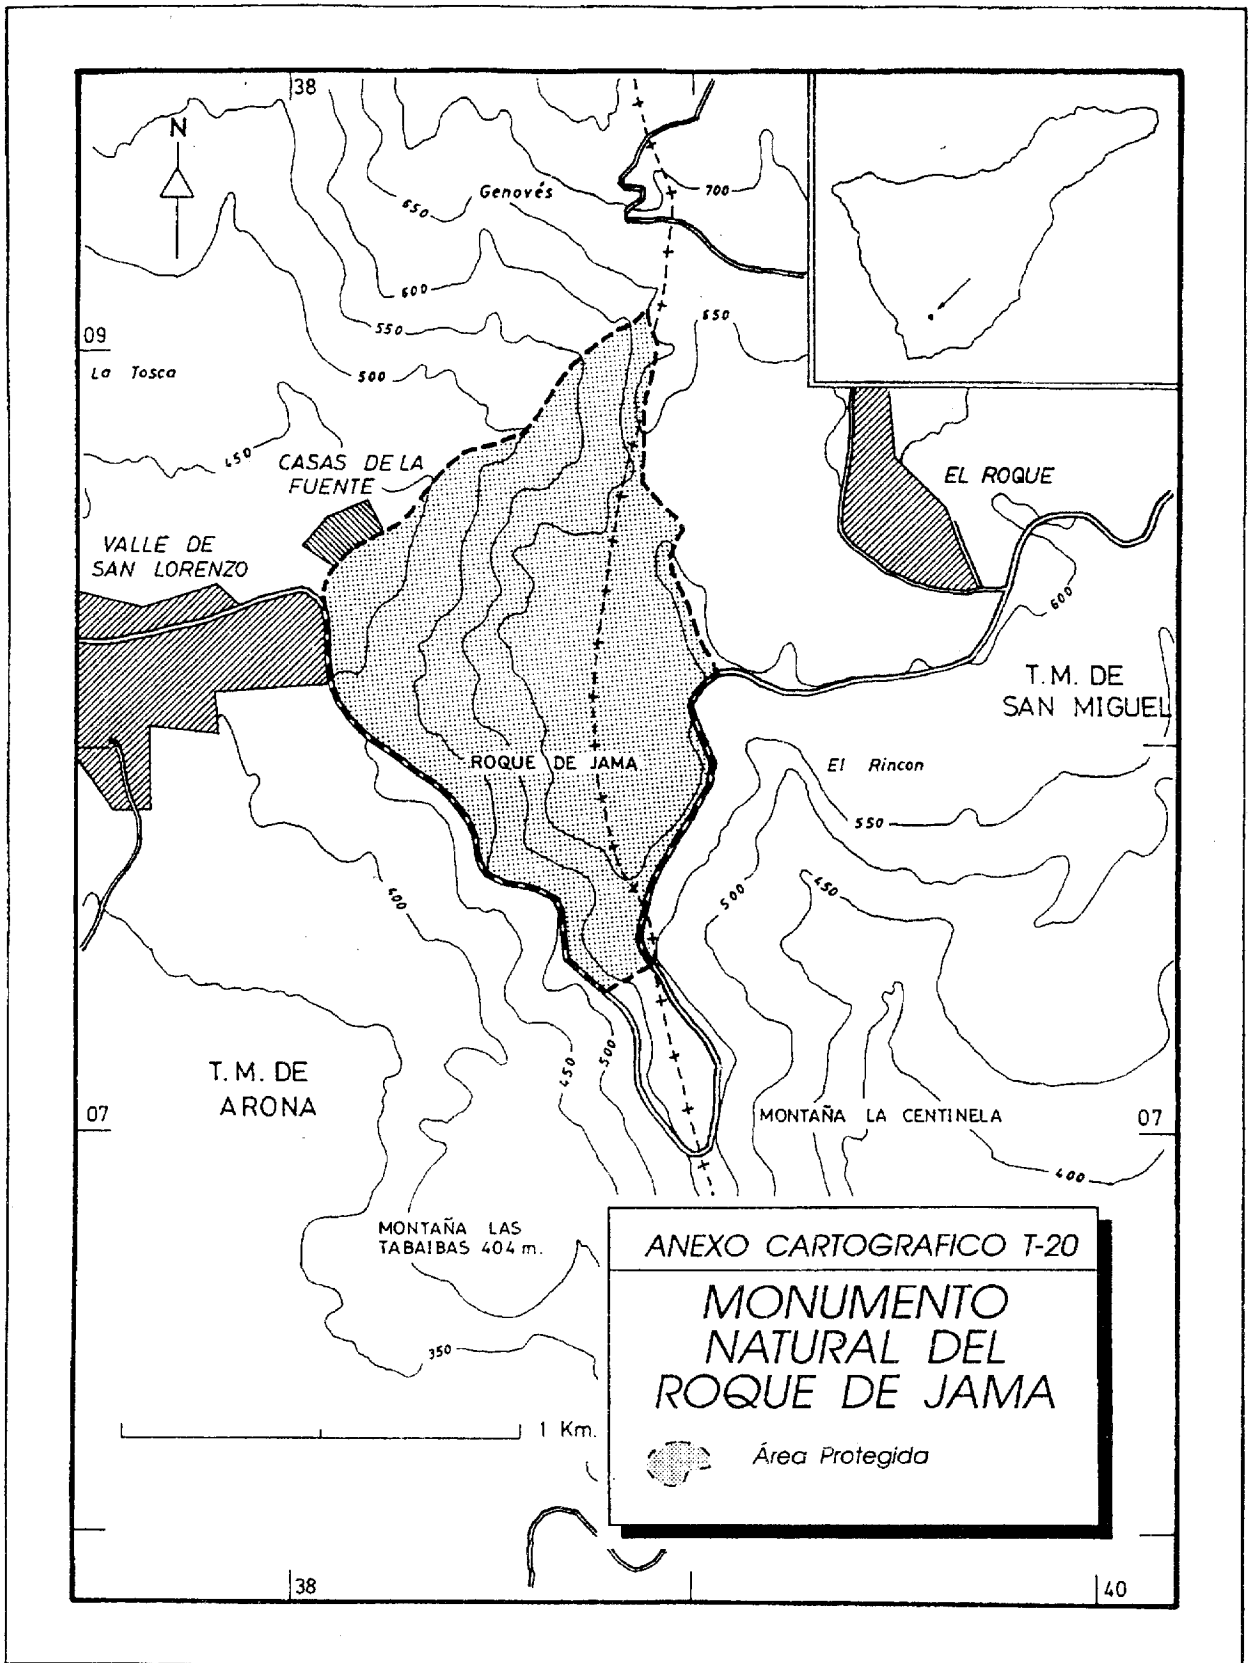 38
N
Genovés
650
700
600
650
550
09
La Tosca
500
450
CASAS DE LA
FUENTE
EL ROQUE
VALLE DE
SAN LORENZO
600
T.M. DE
SAN MIGUEL
ROQUE DE JAMA
El Rincon
550
400
500
450
T.M. DE
ARONA
450
500
07
MONTAÑA LA CENTINELA
07
400
MONTAÑA LAS
TABAIBAS 404 m.
350
1 Km.
ANEXO CARTOGRAFICO T-20
MONUMENTO
NATURAL DEL
ROQUE DE JAMA
Área Protegida
38
40